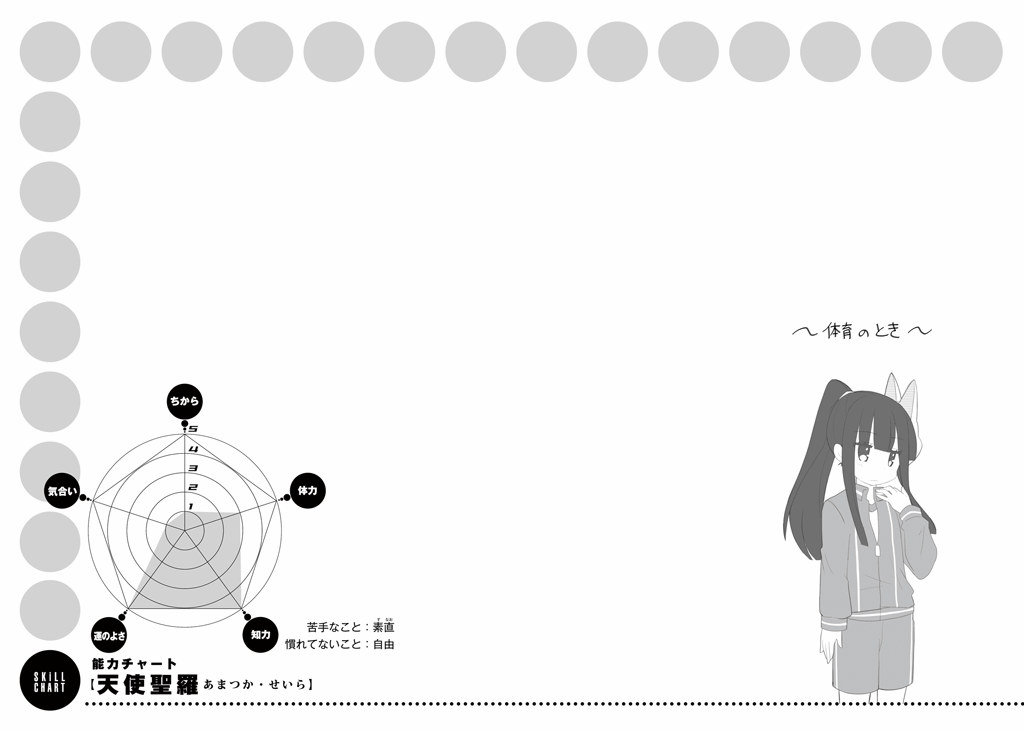 ～体育のとき～
ちから
5
4
3
2
1
気合い
体力
運のよさ
知力
苦手なこと：素直
慣れてないこと：自由
SKILL
CHART
能力チャート
【天使聖羅 あまつか・せいら】